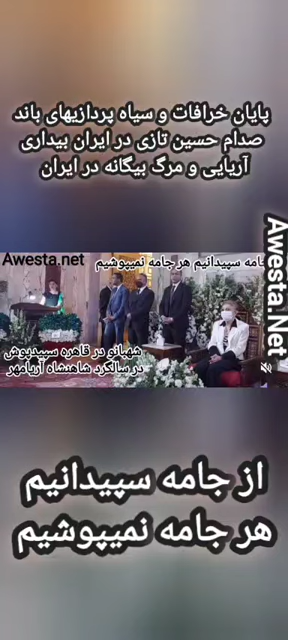 پایان خرافات و سیاه پردازیهای باند
صدام حسین تازی در ایران بیداری
آریایی و مرگ بیگانه در ایران
Awesta.net
جامه سپیدانیم هر جامه نمیپوشیم
Awesta.Net
شهبانو در قاهره سپیدپوش
در سالگرد شاهنشاه آریامهر
از جامه سپیدانیم
هر جامه نمیپوشیم